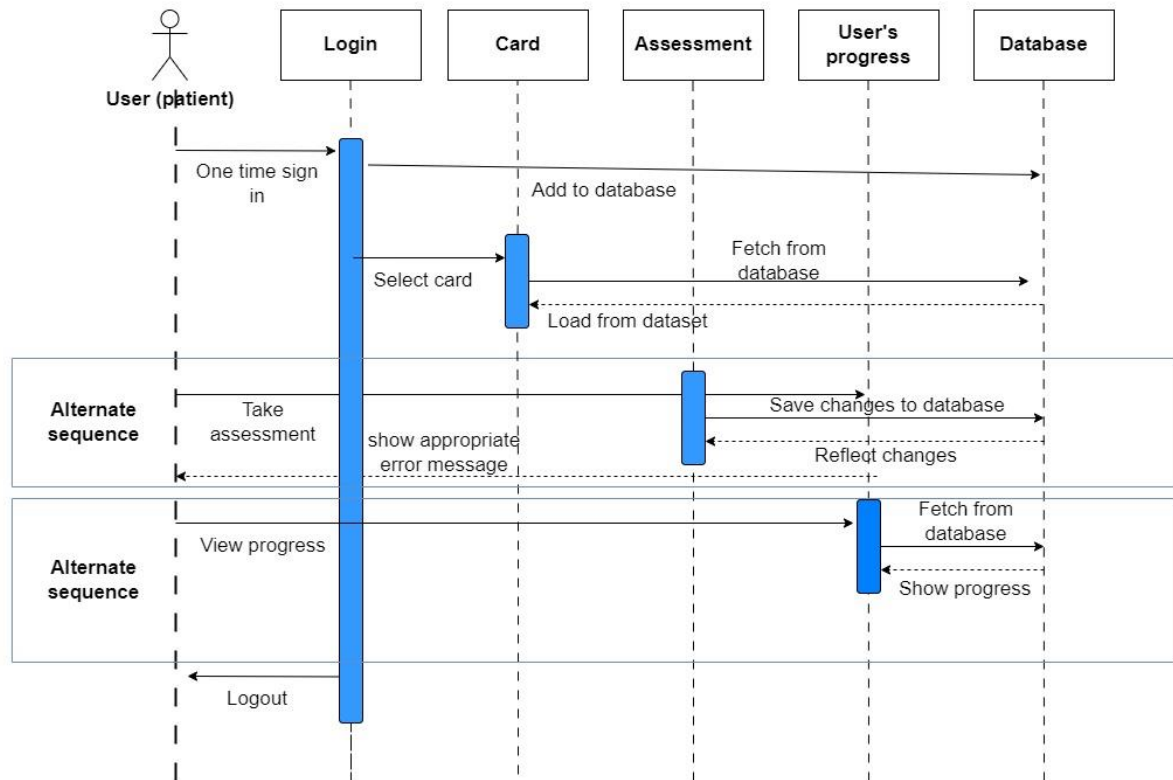 Login
Card
Assessment
User's
progress
Database
User (patient)
One time sign
in
Add to database
Fetch from
database
Select card
Load from dataset
Alternate
sequence
Take
assessment
Save changes to database
show appropriate
error message
Reflect changes
Alternate
sequence
View progress
Fetch from
database
Show progress
Logout